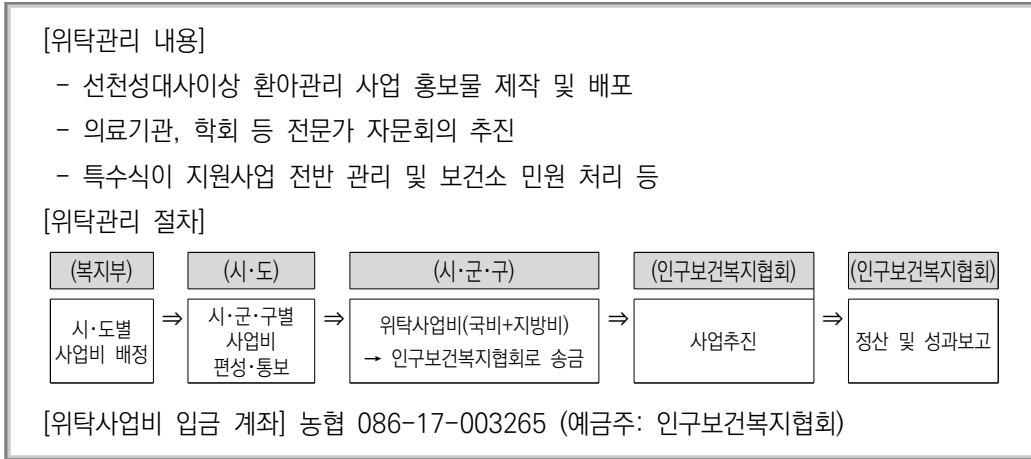 [위탁관리 내용]
- 선천성대사이상 환아관리 사업 홍보물 제작 및 배포
- 의료기관, 학회 등 전문가 자문회의 추진
- 특수식이 지원사업 전반 관리 및 보건소 민원 처리 등
[위탁관리 절차]
(복지부)
시·도별
사업비 배정
⇒
(시·도)
시·군·구별
사업비
편성·통보
⇒
(시·군·구)
위탁사업비(국비+지방비)
→ 인구보건복지협회로 송금
⇒
(인구보건복지협회)
사업추진
⇒
(인구보건복지협회)
정산 및 성과보고
[위탁사업비 입금 계좌] 농협 086-17-003265 (예금주: 인구보건복지협회)